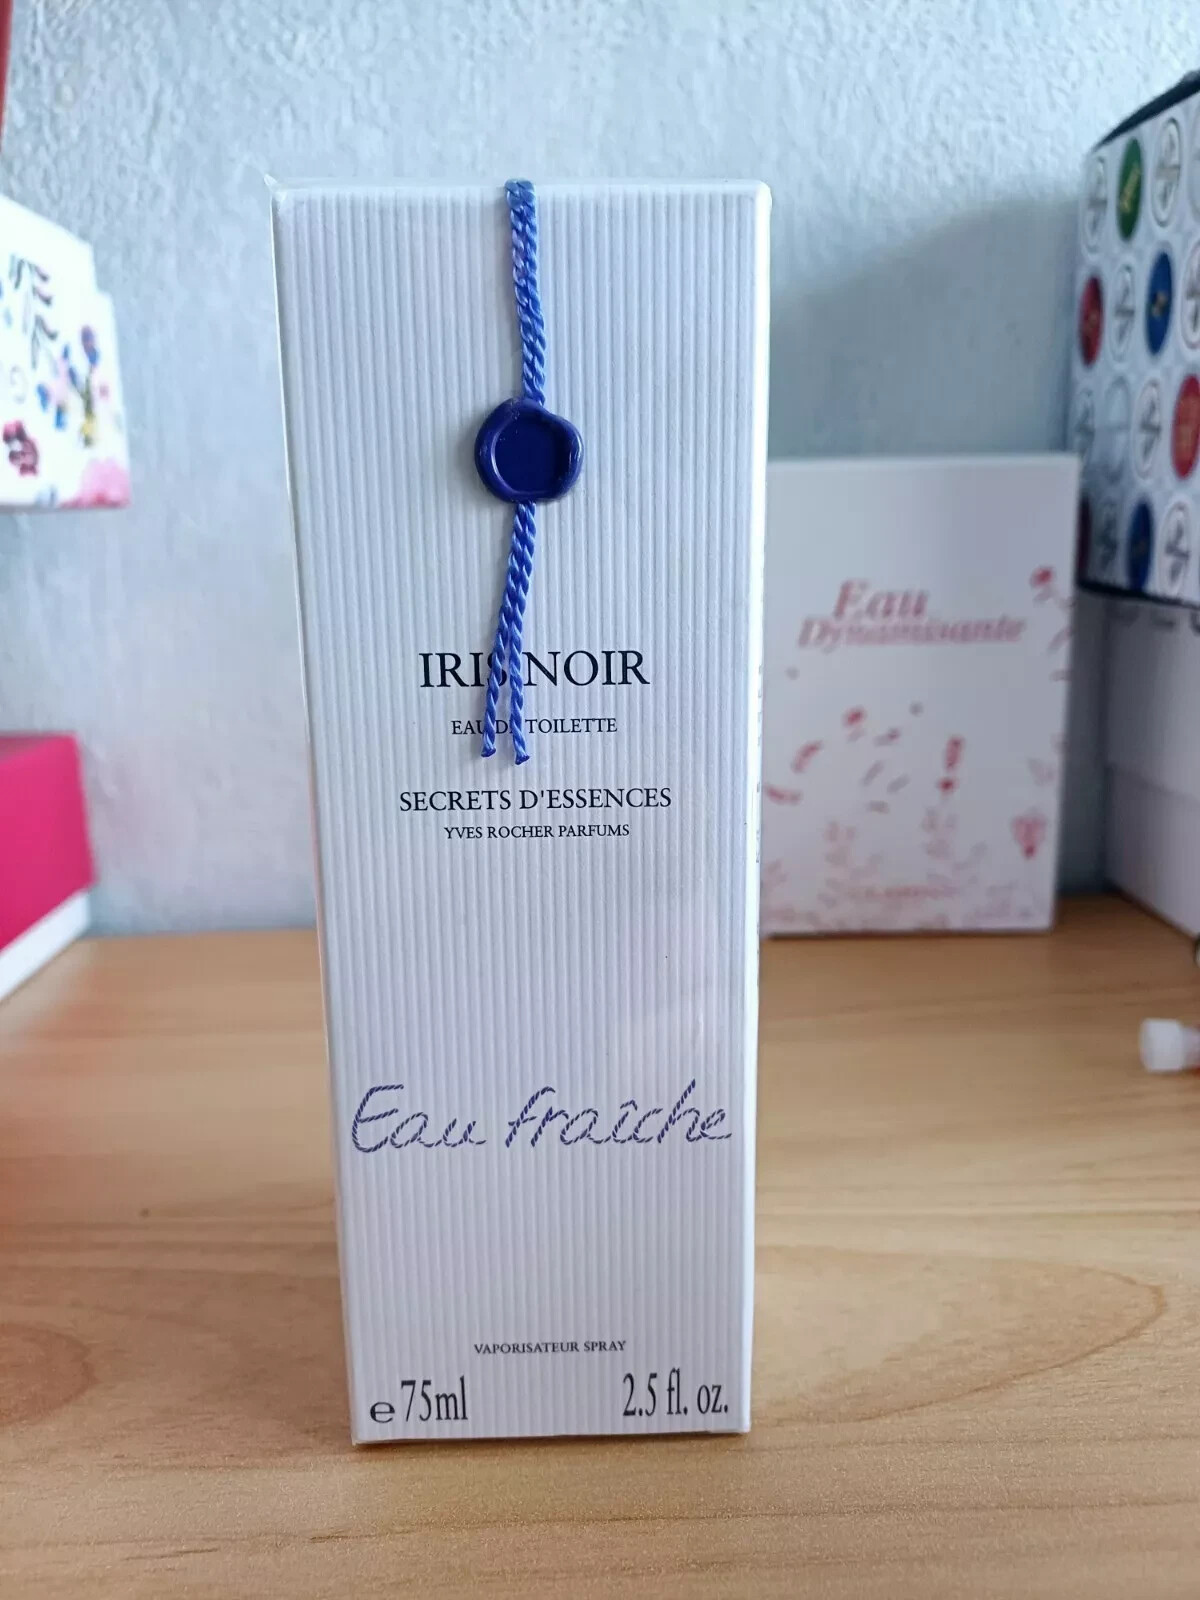 IRIS NOIR
EAU DE TOILETTE
SECRETS D'ESSENCES
YVES ROCHER PARFUMS
Eau fraîche
VAPORISATEUR SPRAY
e 75ml 2.5 fl. oz.
Eau
Dynamisante